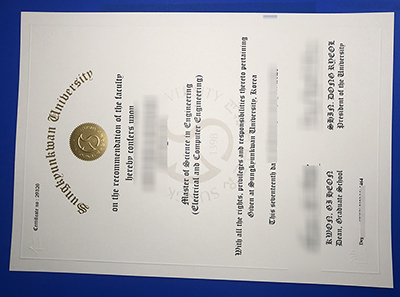 Certificate no : 20120
Sungkyunkwan University
on the recommendation of the faculty
hereby confers upon
Master of Science in Engineering
(Electrical and Computer Engineering)
With all the rights, privileges and responsibilities thereto pertaining
Given at Sungkyunkwan University, Korea
This seventeenth da
KWON, GI HEON
Dean, Graduate School
SHIN, DONG RYEOL
President of the University